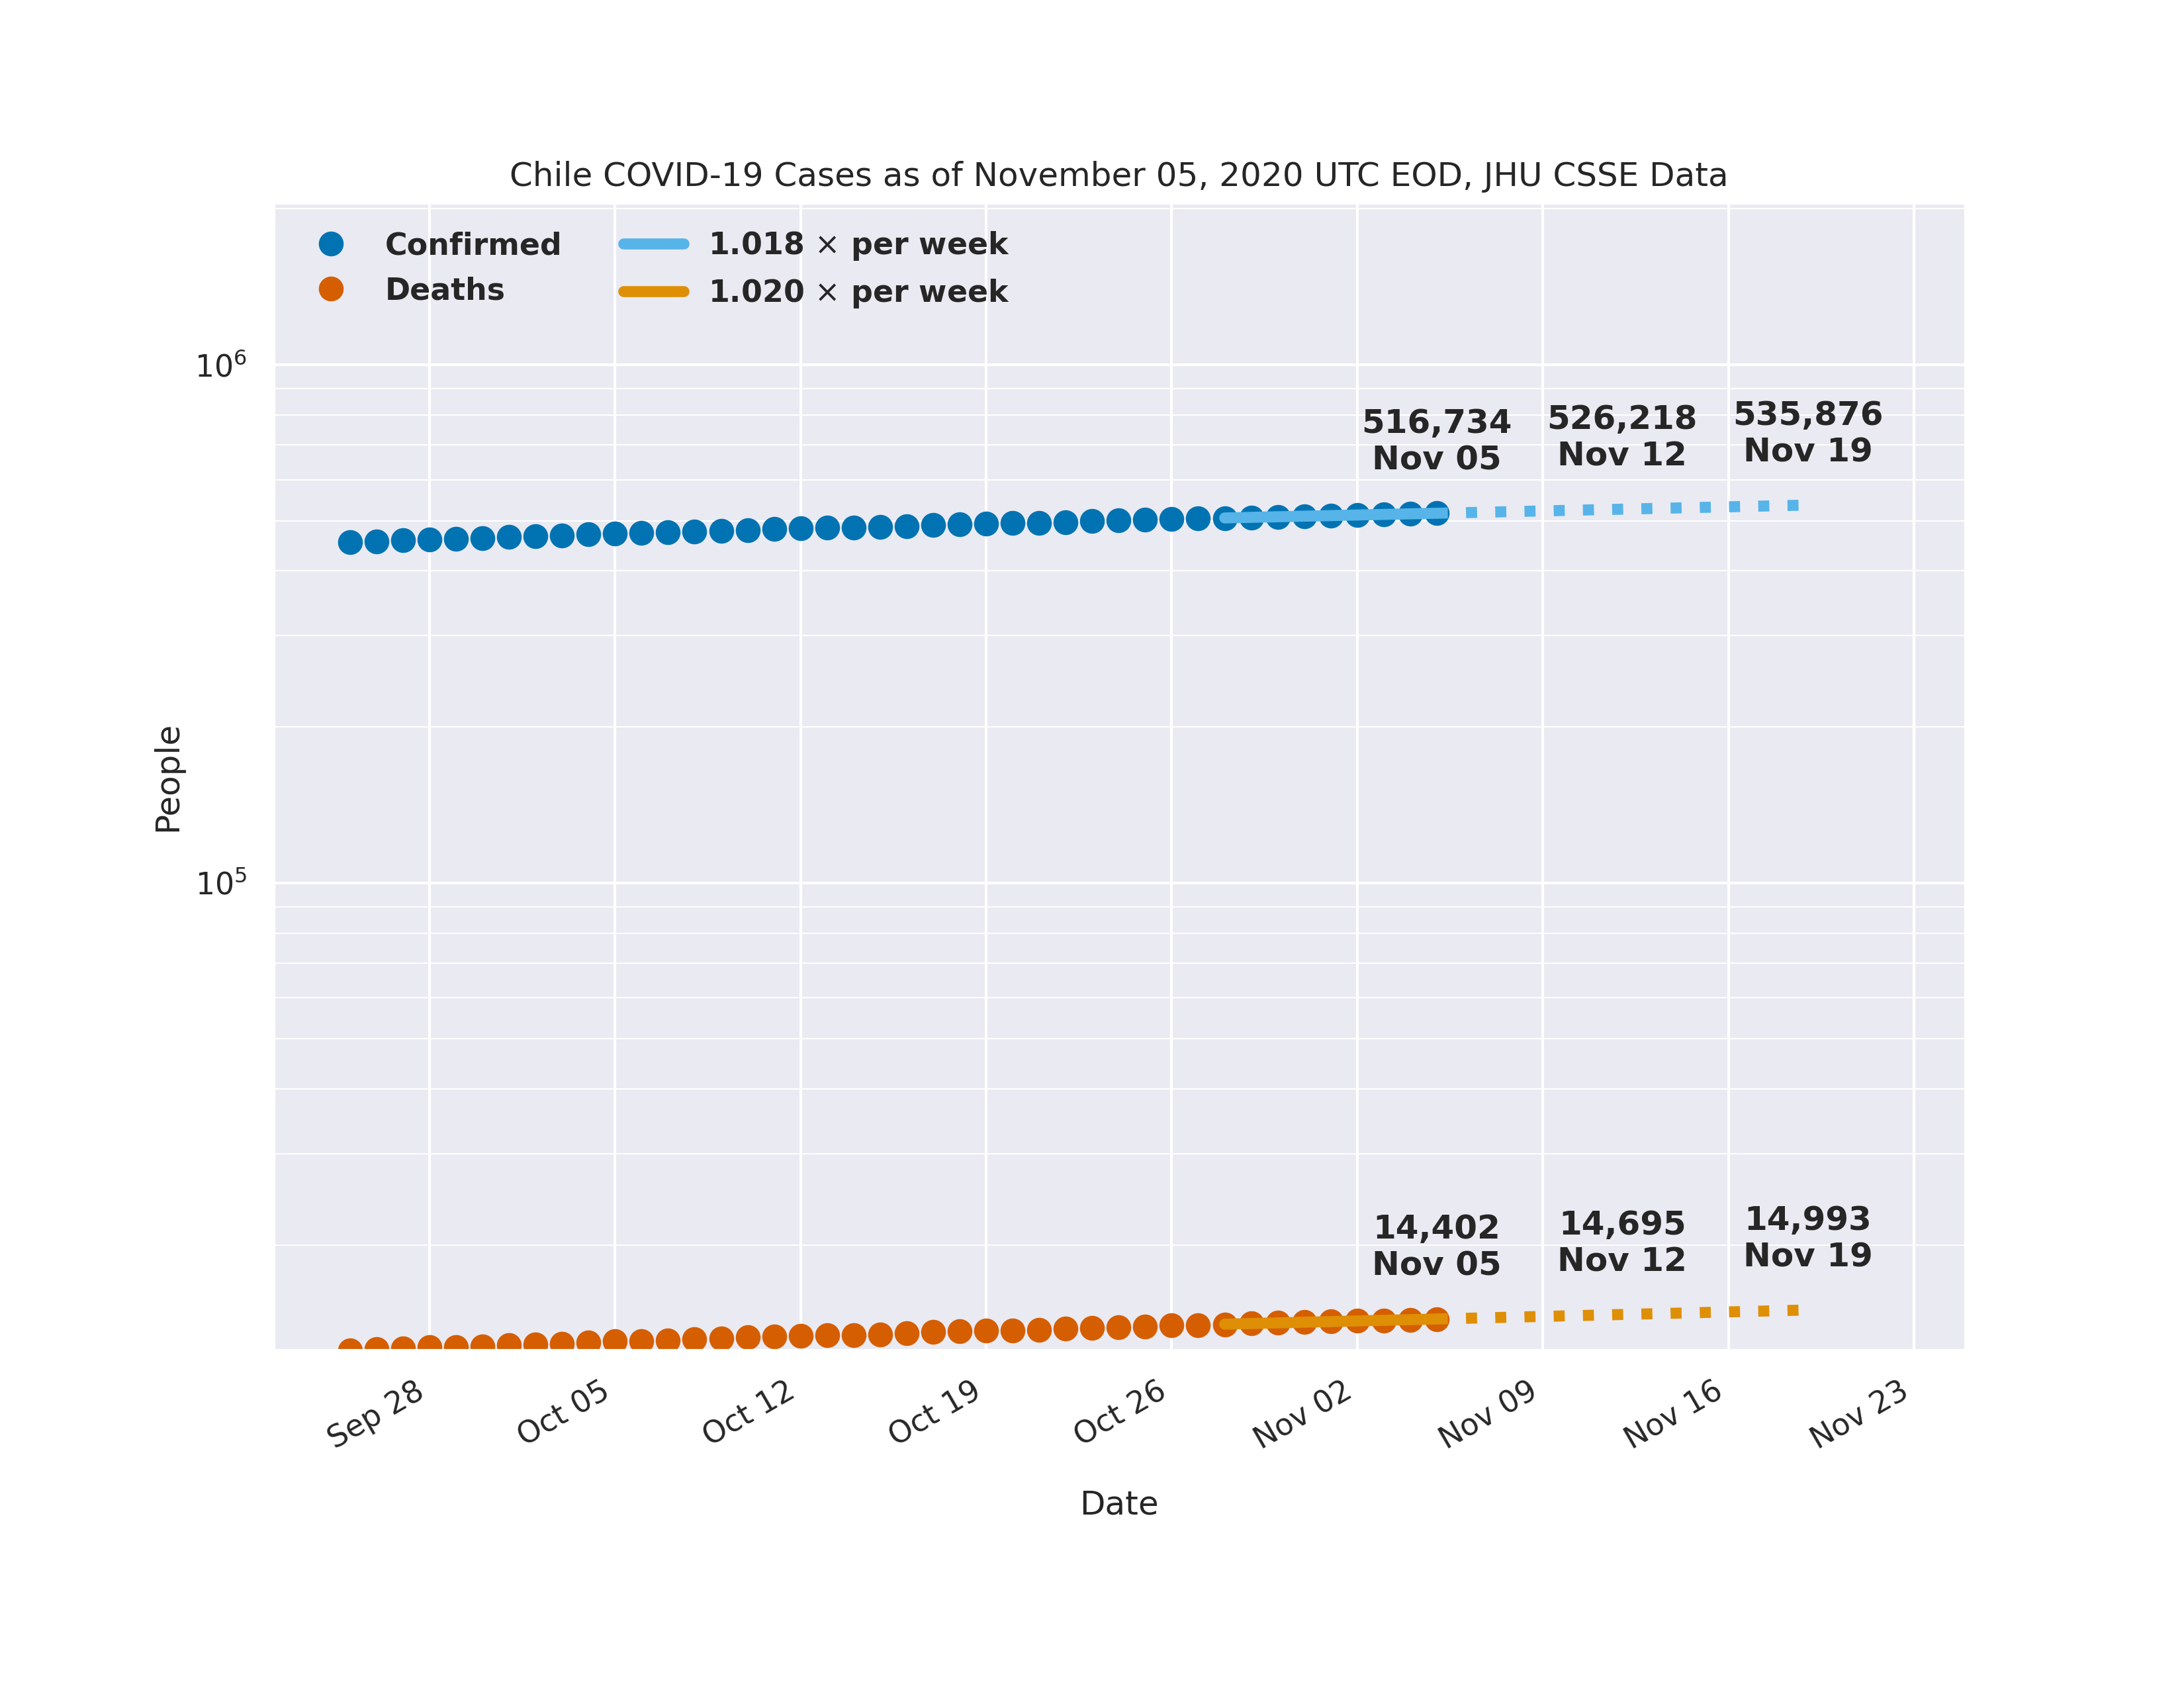 Chile COVID-19 Cases as of November 05, 2020 UTC EOD, JHU CSSE Data
Confirmed
Deaths
1.018 × per week
1.020 × per week
10⁶
10⁵
People
516,734
Nov 05
526,218
Nov 12
535,876
Nov 19
14,402
Nov 05
14,695
Nov 12
14,993
Nov 19
Sep 28
Oct 05
Oct 12
Oct 19
Oct 26
Nov 02
Nov 09
Nov 16
Nov 23
Date